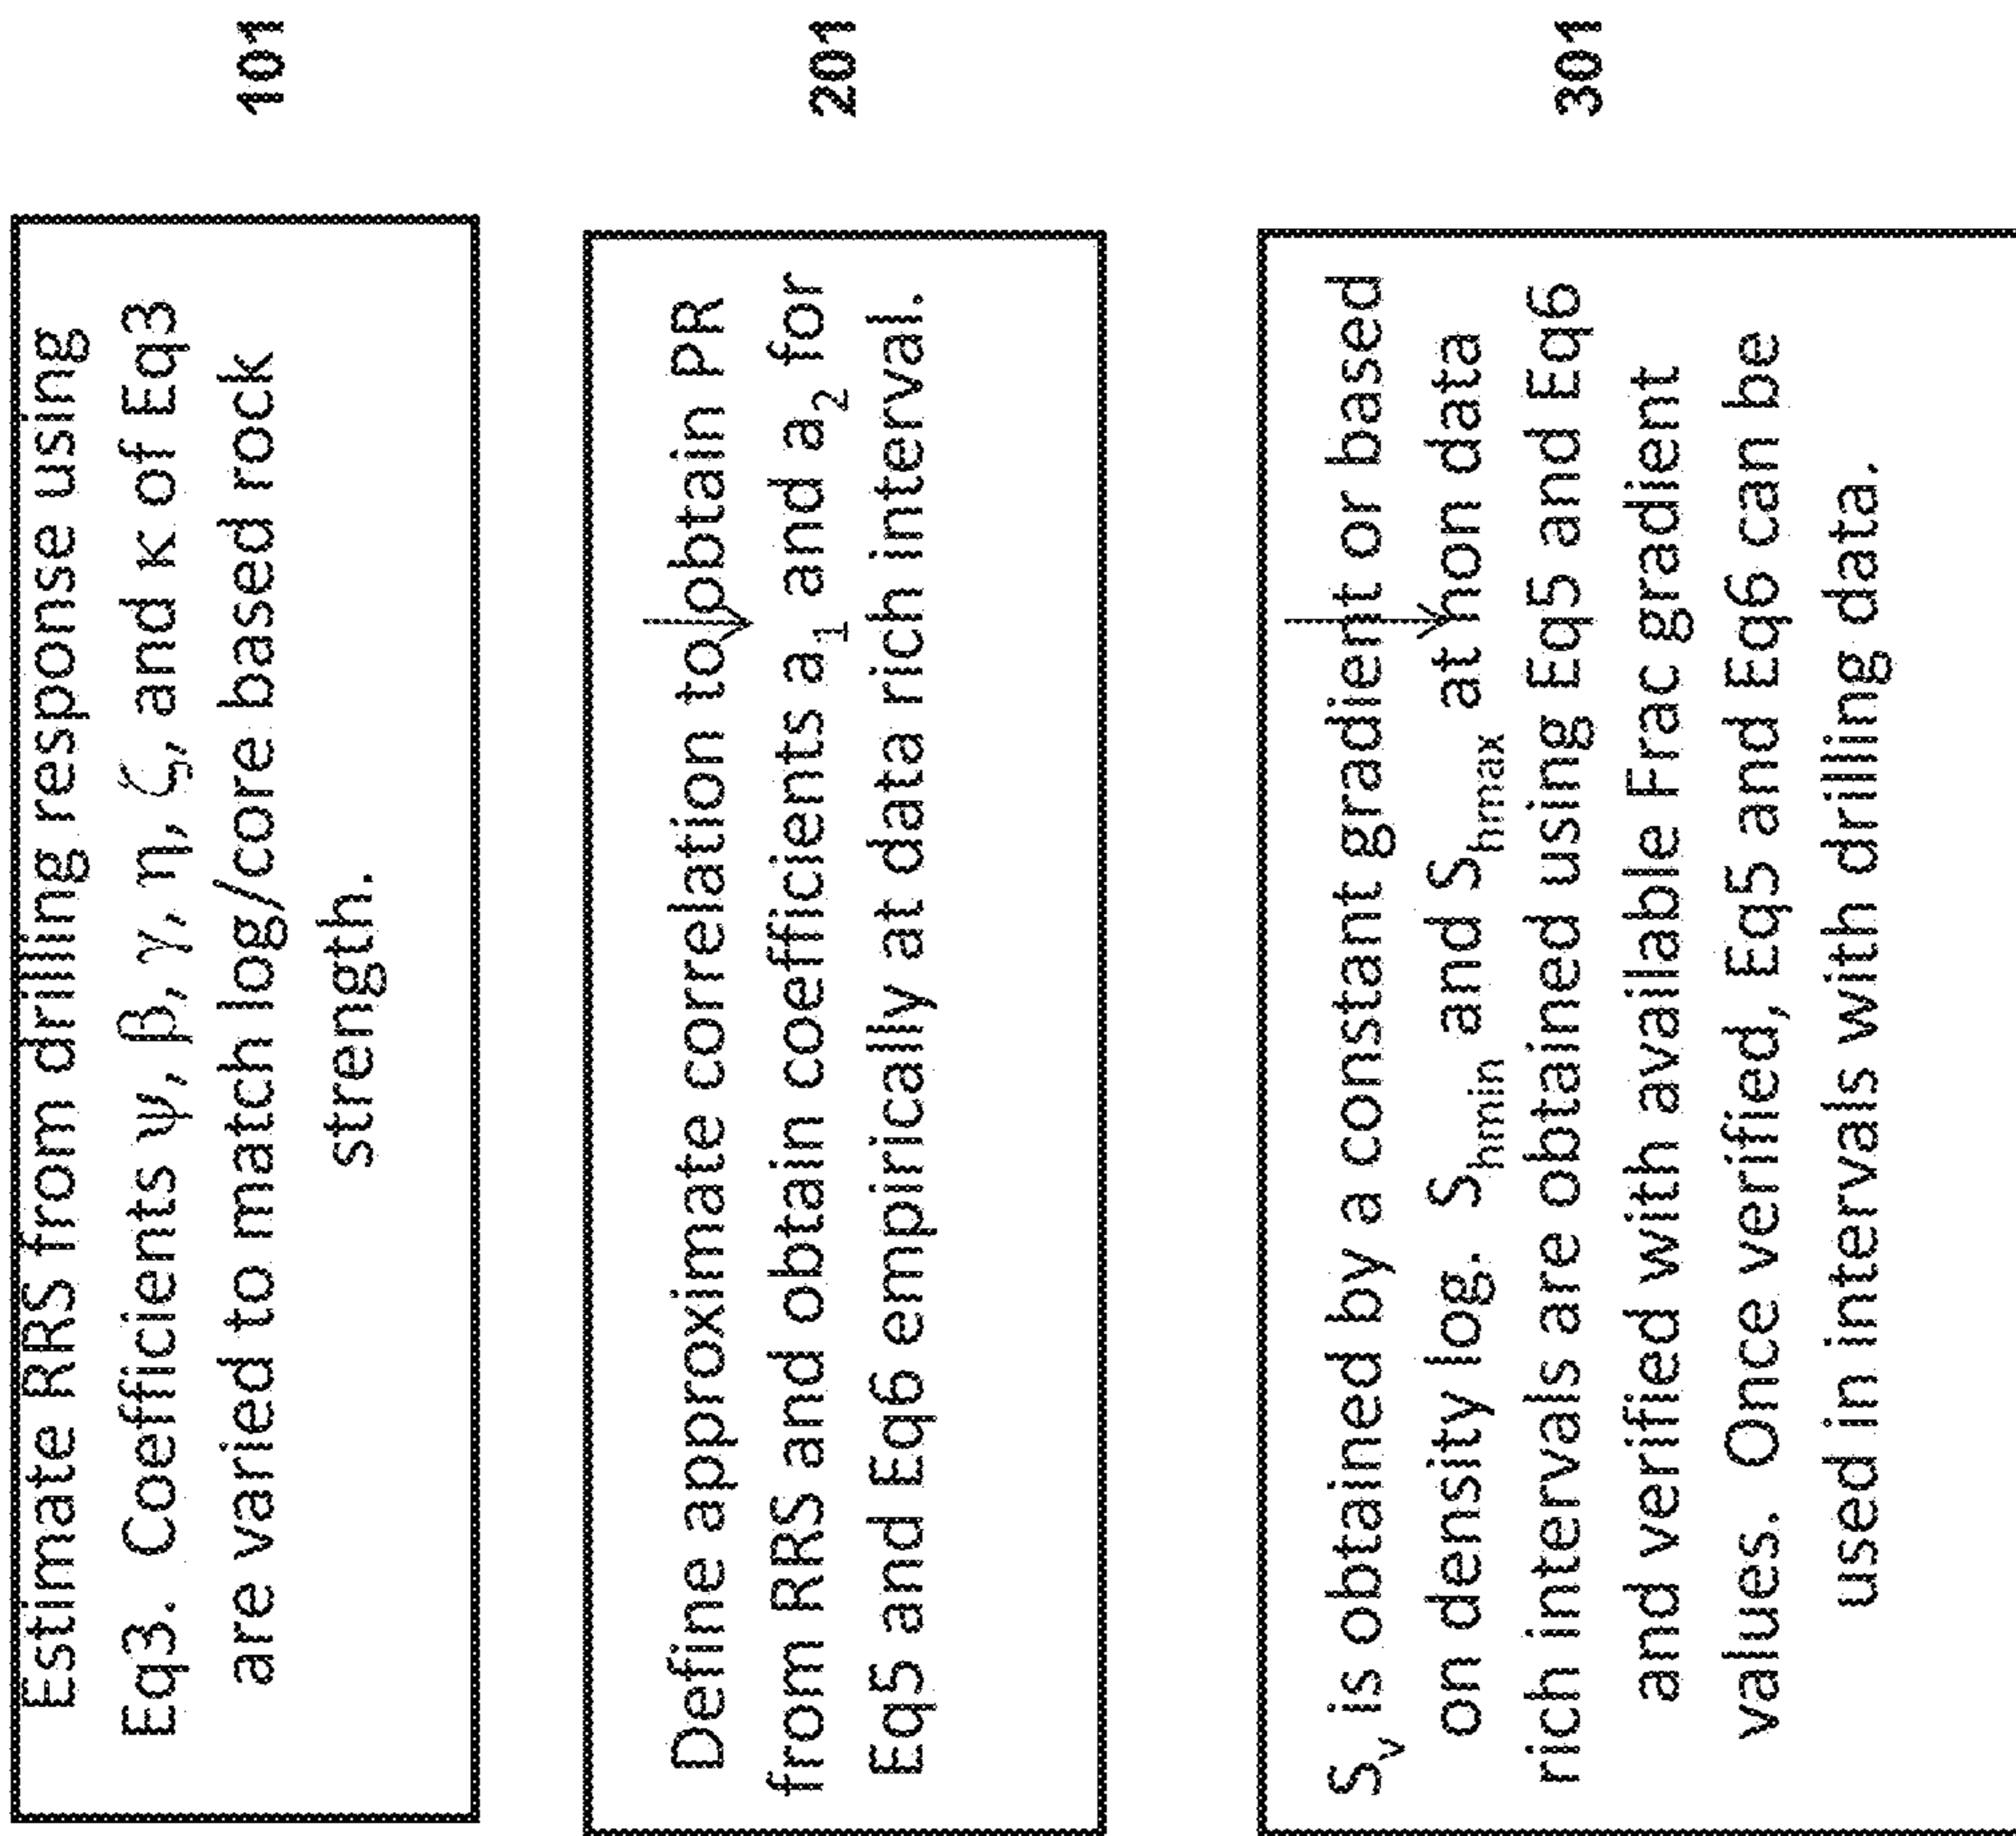 Estimate RRS from drilling response using
Eq3. Coefficients ψ, β, γ, η, ζ, and κ of Eq3
are varied to match log/core based rock
strength.
101
Define approximate correlation to obtain PR
from RRS and obtain coefficients a₁ and a₂ for
Eq5 and Eq6 empirically at data rich interval.
201
Sᵥ is obtained by a constant gradient or based
on density log. Shmin and Shmax at non data
rich intervals are obtained using Eq5 and Eq6
and verified with available Frac gradient
values. Once verified, Eq5 and Eq6 can be
used in intervals with drilling data.
301